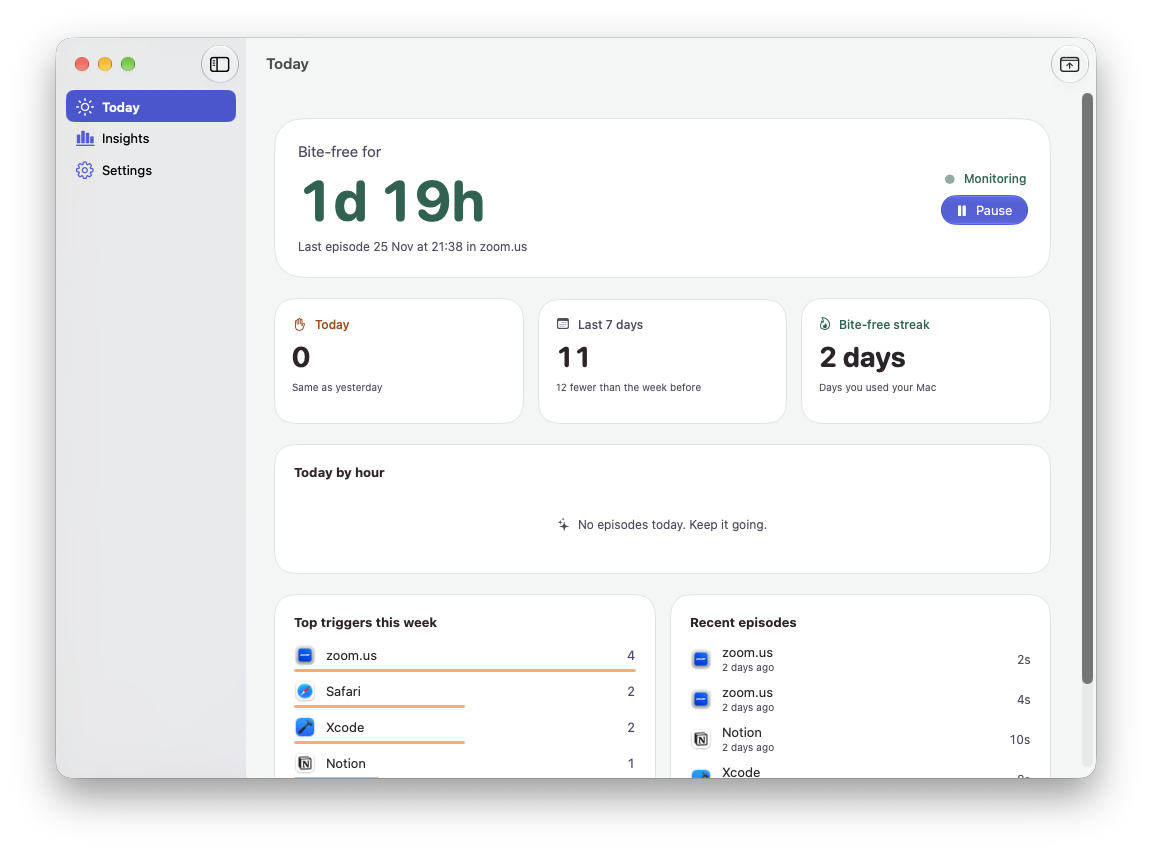 Today
Today
Insights
Settings
Bite-free for
1d 19h
Last episode 25 Nov at 21:38 in zoom.us
Monitoring
Pause
Today
0
Same as yesterday
Last 7 days
11
12 fewer than the week before
Bite-free streak
2 days
Days you used your Mac
Today by hour
No episodes today. Keep it going.
Top triggers this week
zoom.us 4
Safari 2
Xcode 2
Notion 1
Recent episodes
zoom.us
2 days ago
2s
zoom.us
2 days ago
4s
Notion
2 days ago
10s
Xcode